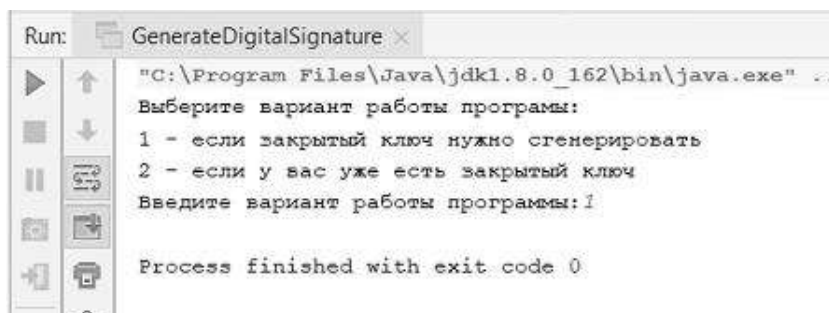 Run: GenerateDigitalSignature
"C:\Program Files\Java\jdk1.8.0_162\bin\java.exe" ..
Выберите вариант работы програмы:
1 - если закрытый ключ нужно сгенерировать
2 - если у вас уже есть закрытый ключ
Введите вариант работы программы:1
Process finished with exit code 0